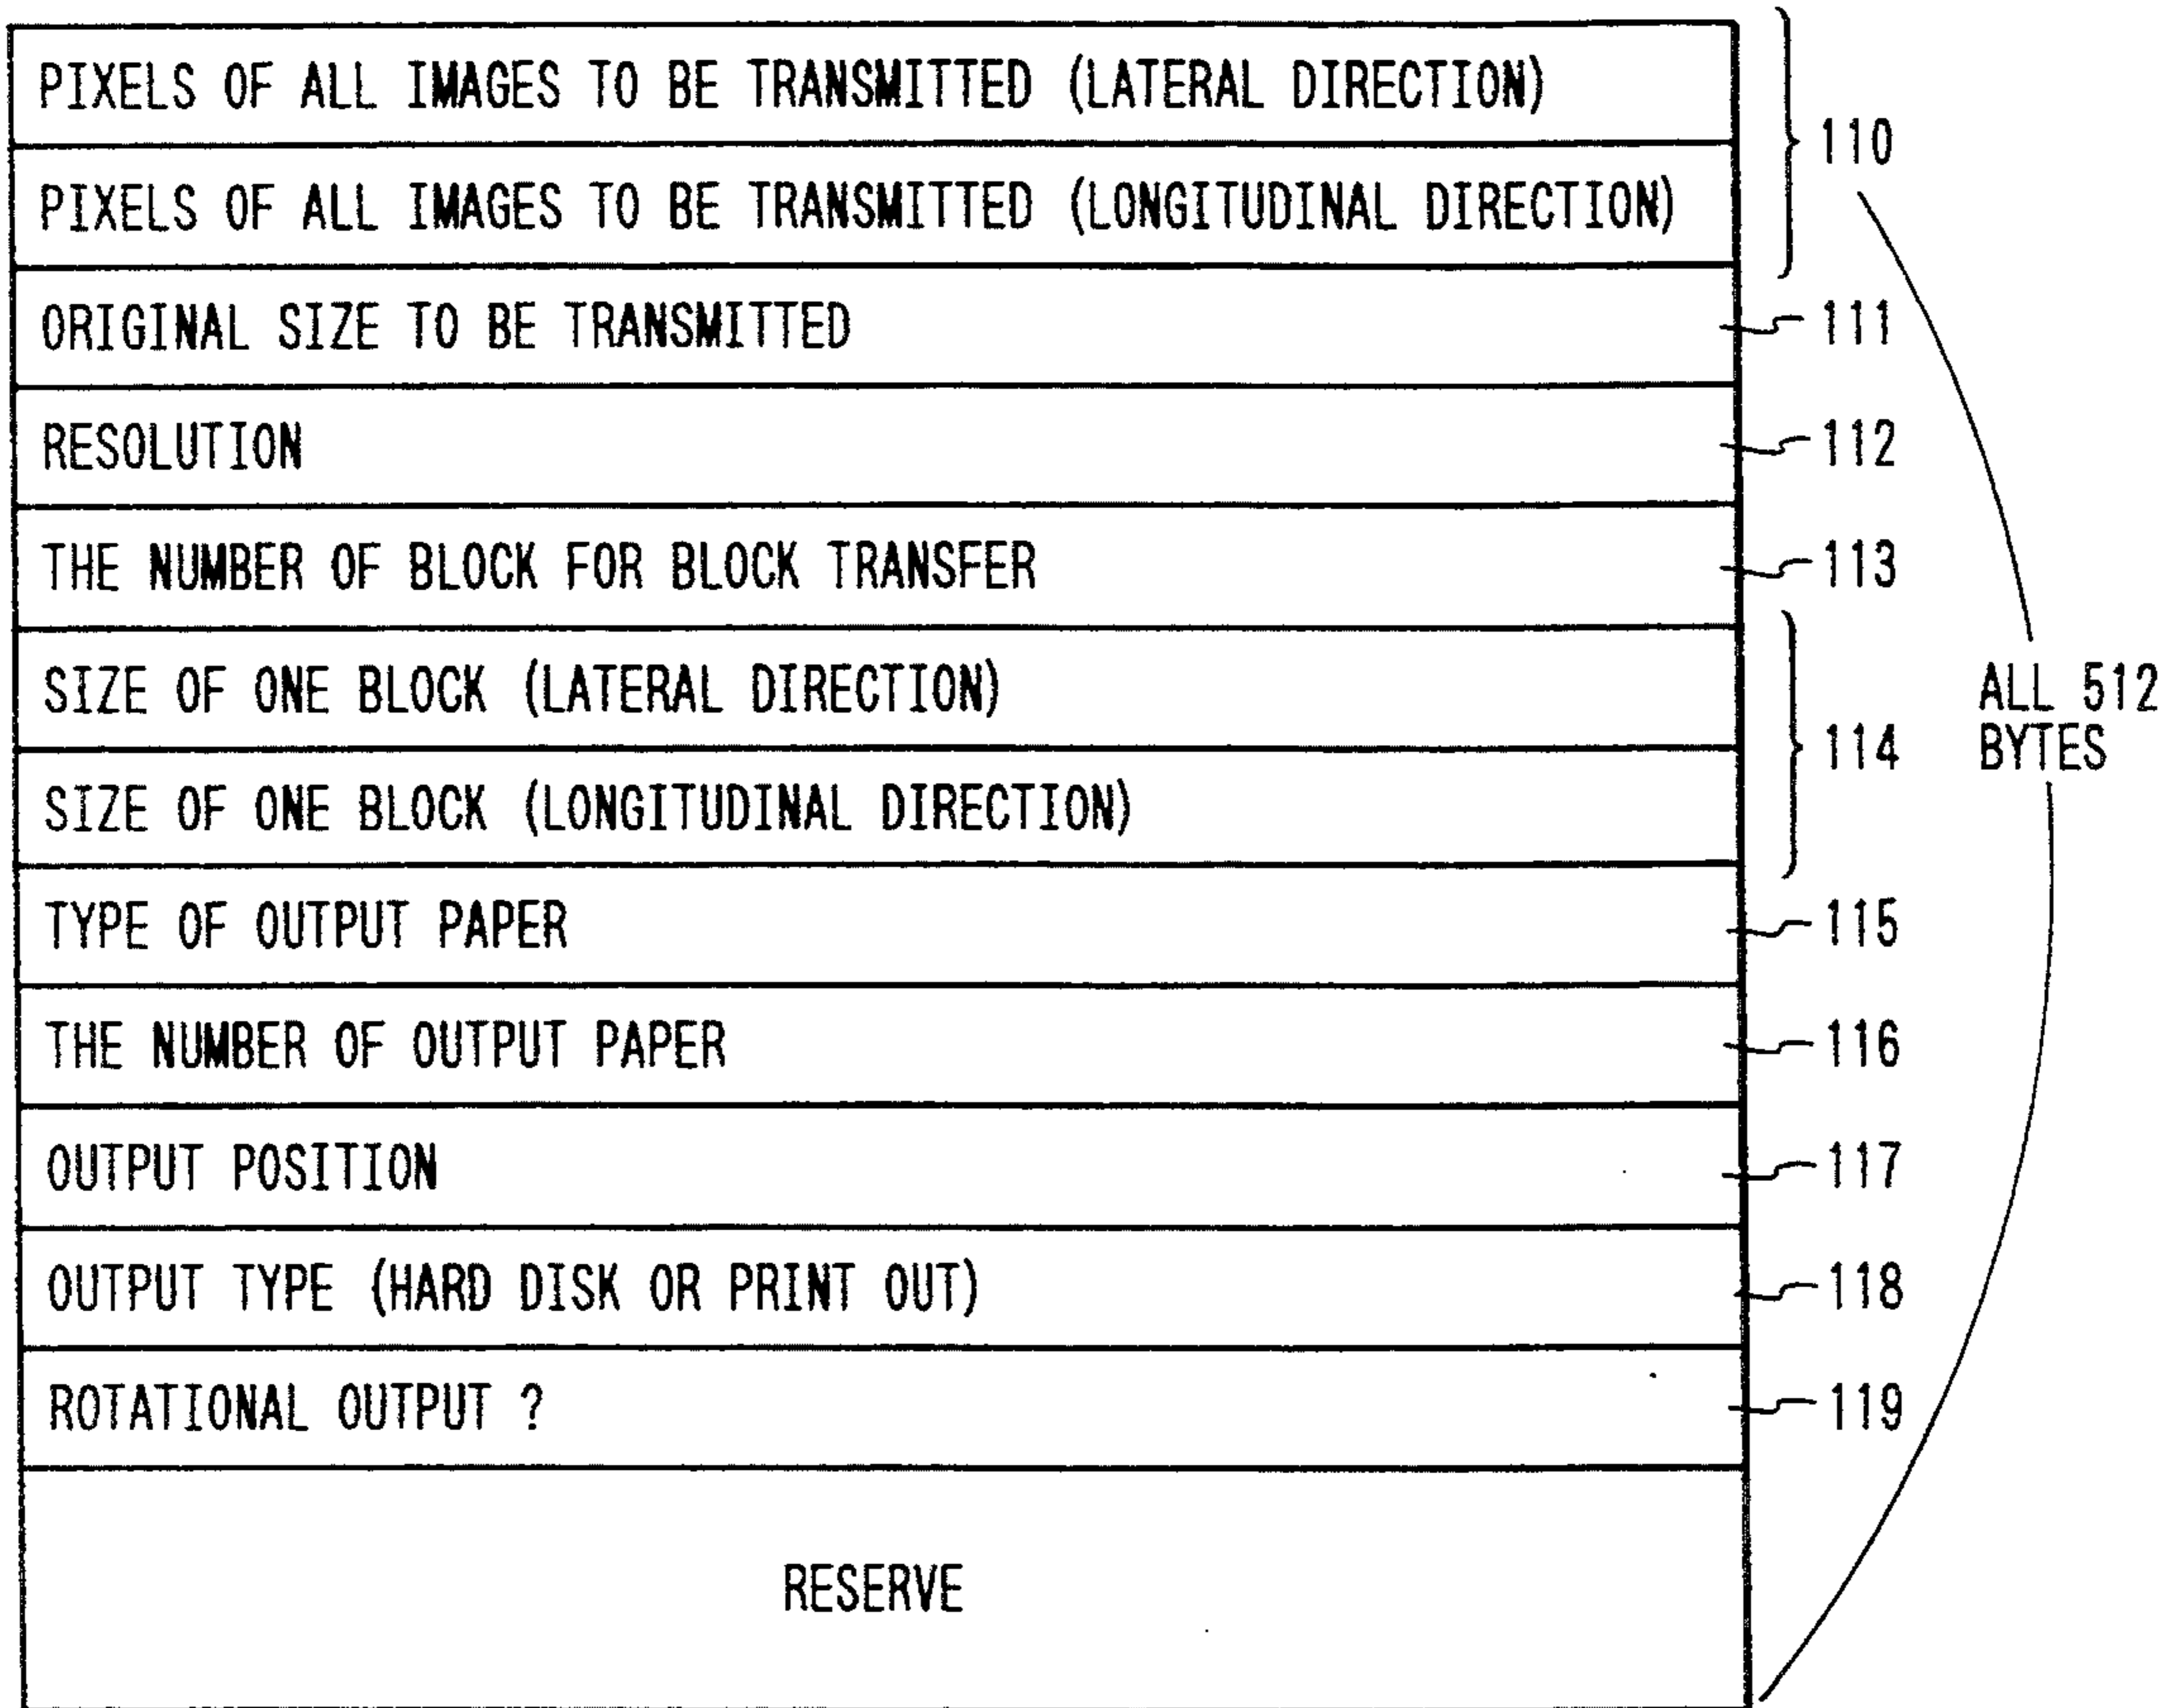 PIXELS OF ALL IMAGES TO BE TRANSMITTED (LATERAL DIRECTION)
PIXELS OF ALL IMAGES TO BE TRANSMITTED (LONGITUDINAL DIRECTION)
110
ORIGINAL SIZE TO BE TRANSMITTED 111
RESOLUTION 112
THE NUMBER OF BLOCK FOR BLOCK TRANSFER 113
SIZE OF ONE BLOCK (LATERAL DIRECTION)
SIZE OF ONE BLOCK (LONGITUDINAL DIRECTION)
114
ALL 512
BYTES
TYPE OF OUTPUT PAPER 115
THE NUMBER OF OUTPUT PAPER 116
OUTPUT POSITION 117
OUTPUT TYPE (HARD DISK OR PRINT OUT) 118
ROTATIONAL OUTPUT ? 119
RESERVE